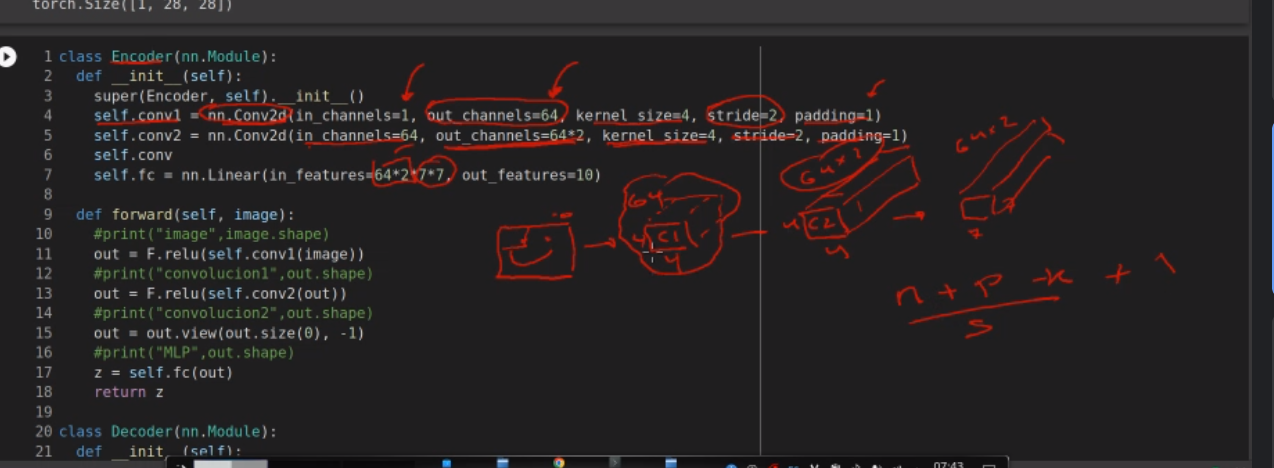 torch.Size([1, 28, 28])
1 class Encoder(nn.Module):
2 def __init__(self):
3 super(Encoder, self).__init__()
4 self.conv1 = nn.Conv2d(in_channels=1, out_channels=64, kernel_size=4, stride=2, padding=1)
5 self.conv2 = nn.Conv2d(in_channels=64, out_channels=64*2, kernel_size=4, stride=2, padding=1)
6 self.conv
7 self.fc = nn.Linear(in_features=64*2*7*7, out_features=10)
8
9 def forward(self, image):
10 #print("image",image.shape)
11 out = F.relu(self.conv1(image))
12 #print("convolucion1",out.shape)
13 out = F.relu(self.conv2(out))
14 #print("convolucion2",out.shape)
15 out = out.view(out.size(0), -1)
16 #print("MLP",out.shape)
17 z = self.fc(out)
18 return z
19
20 class Decoder(nn.Module):
21 def __init__(self):
64x2
64x2
64
4 C1
4
4 C2
4
7
7
n + p - k + 1
s
07:43